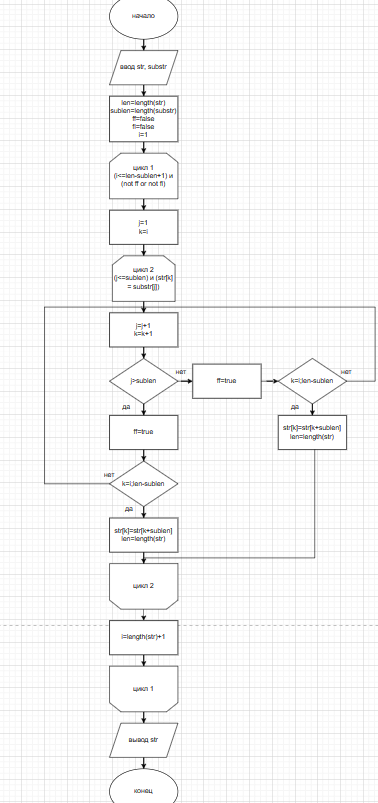 начало
ввод str, substr
len=length(str)
sublen=length(substr)
ff=false
fl=false
i=1
цикл 1
(i<=len-sublen+1) и
(not ff or not fl)
j=1
k=i
цикл 2
(j<=sublen) и (str[k]
= substr[j])
j=j+1
k=k+1
j>sublen
нет
ff=true
k=i,len-sublen
нет
да
да
ff=true
str[k]=str[k+sublen]
len=length(str)
нет
k=i,len-sublen
да
str[k]=str[k+sublen]
len=length(str)
цикл 2
i=length(str)+1
цикл 1
вывод str
конец